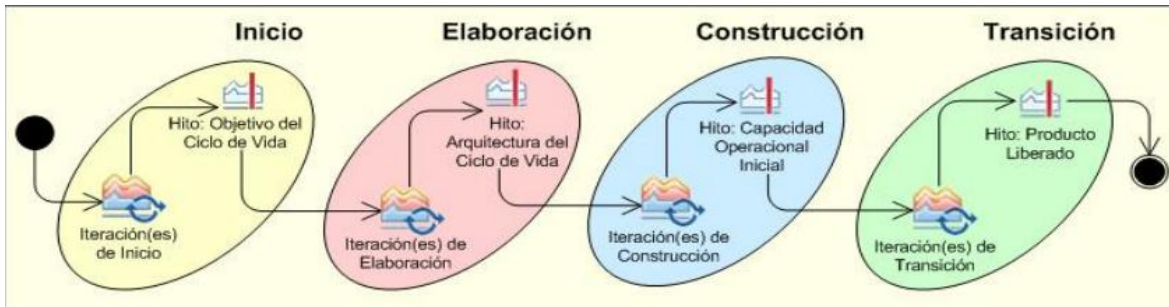 Inicio
Elaboración
Construcción
Transición
Hito: Objetivo del
Ciclo de Vida
Iteración(es)
de Inicio
Hito:
Arquitectura del
Ciclo de Vida
Iteración(es) de
Elaboración
Hito: Capacidad
Operacional
Inicial
Iteración(es) de
Construcción
Hito: Producto
Liberado
Iteración(es) de
Transición